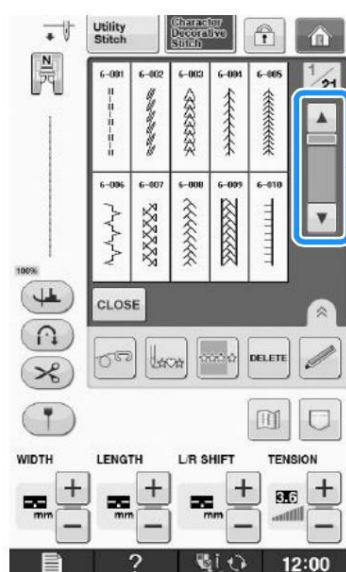 Utility
Stitch
Character
Decorative
Stitch
N
6-001 6-002 6-003 6-004 6-005
1/21
6-006 6-007 6-008 6-009 6-010
100%
CLOSE
DELETE
WIDTH LENGTH L/R SHIFT TENSION
-.-- -.-- -.-- 3.6
mm mm mm
? i 12:00